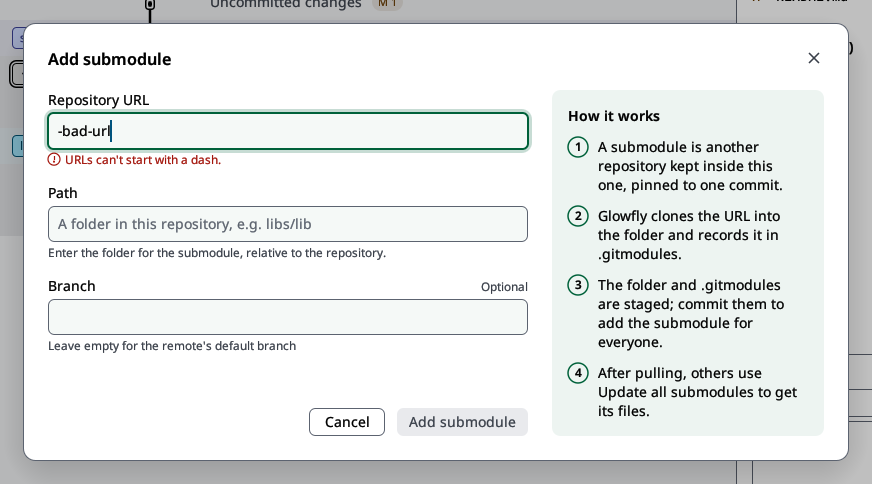 Uncommitted changes M 1
Add submodule
Repository URL
-bad-url
URLs can't start with a dash.
Path
A folder in this repository, e.g. libs/lib
Enter the folder for the submodule, relative to the repository.
Branch Optional
Leave empty for the remote's default branch
Cancel Add submodule
How it works
1 A submodule is another
repository kept inside this
one, pinned to one commit.
2 Glowfly clones the URL into
the folder and records it in
.gitmodules.
3 The folder and .gitmodules
are staged; commit them to
add the submodule for
everyone.
4 After pulling, others use
Update all submodules to get
its files.